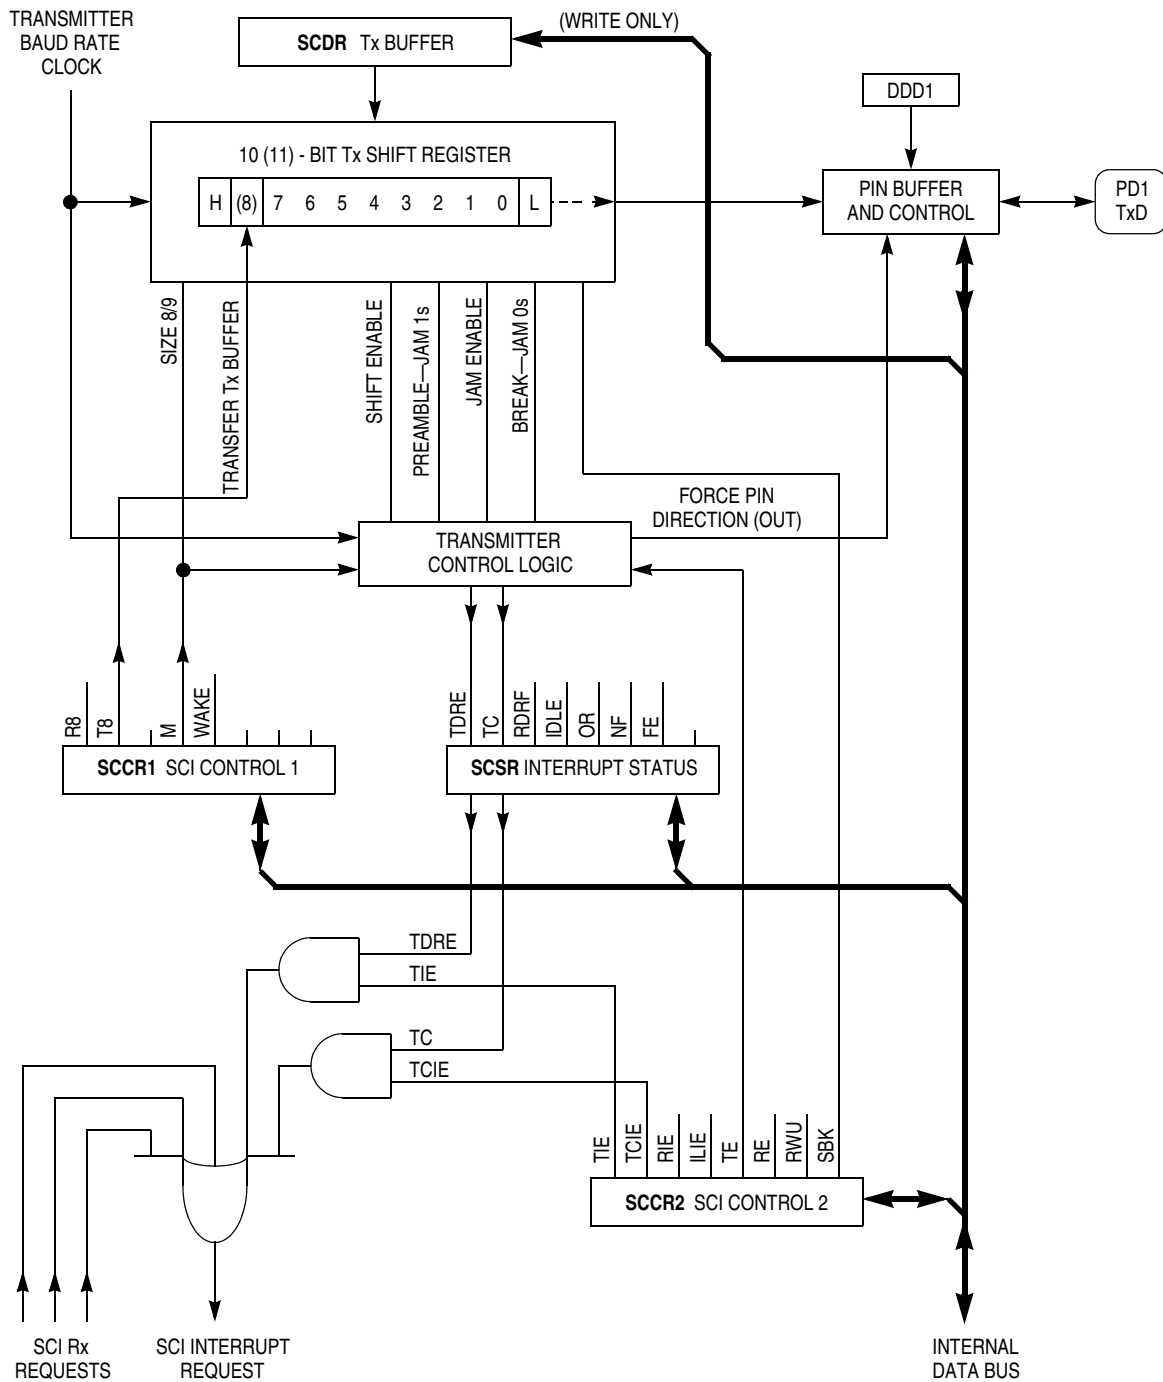 TRANSMITTER
BAUD RATE
CLOCK
SCDR Tx BUFFER
(WRITE ONLY)
DDD1
10 (11) - BIT Tx SHIFT REGISTER
H (8) 7 6 5 4 3 2 1 0 L
PIN BUFFER
AND CONTROL
PD1
TxD
SIZE 8/9
TRANSFER Tx BUFFER
SHIFT ENABLE
PREAMBLE—JAM 1s
JAM ENABLE
BREAK—JAM 0s
FORCE PIN
DIRECTION (OUT)
TRANSMITTER
CONTROL LOGIC
R8
T8
M
WAKE
TDRE
TC
RDRF
IDLE
OR
NF
FE
SCCR1 SCI CONTROL 1
SCSR INTERRUPT STATUS
TDRE
TIE
TC
TCIE
TIE
TCIE
RIE
ILIE
TE
RE
RWU
SBK
SCCR2 SCI CONTROL 2
SCI Rx
REQUESTS
SCI INTERRUPT
REQUEST
INTERNAL
DATA BUS